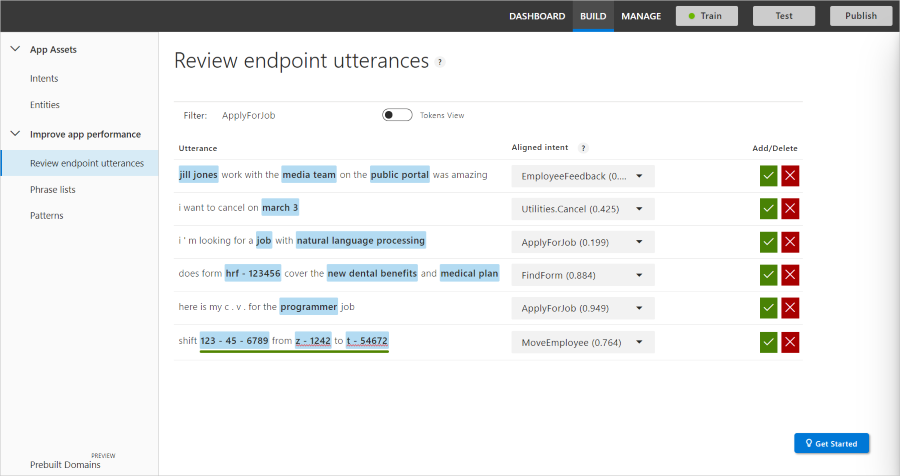 DASHBOARD BUILD MANAGE Train Test Publish
App Assets
Intents
Entities
Improve app performance
Review endpoint utterances
Phrase lists
Patterns
PREVIEW
Prebuilt Domains
Review endpoint utterances ?
Filter: ApplyForJob Tokens View
Utterance Aligned intent ? Add/Delete
jill jones work with the media team on the public portal was amazing EmployeeFeedback (0....
i want to cancel on march 3 Utilities.Cancel (0.425)
i ' m looking for a job with natural language processing ApplyForJob (0.199)
does form hrf - 123456 cover the new dental benefits and medical plan FindForm (0.884)
here is my c . v . for the programmer job ApplyForJob (0.949)
shift 123 - 45 - 6789 from z - 1242 to t - 54672 MoveEmployee (0.764)
Get Started